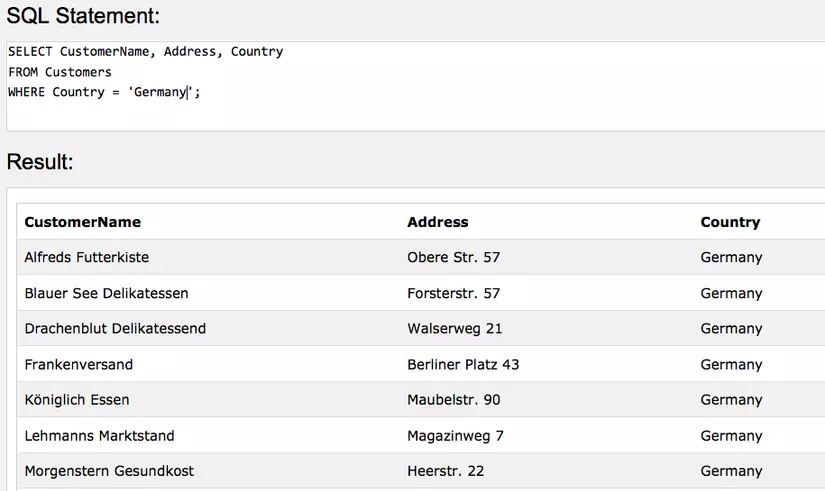 SQL Statement:
SELECT CustomerName, Address, Country
FROM Customers
WHERE Country = 'Germany';
Result:
CustomerName Address Country
Alfreds Futterkiste Obere Str. 57 Germany
Blauer See Delikatessen Forsterstr. 57 Germany
Drachenblut Delikatessend Walserweg 21 Germany
Frankenversand Berliner Platz 43 Germany
Königlich Essen Maubelstr. 90 Germany
Lehmanns Marktstand Magazinweg 7 Germany
Morgenstern Gesundkost Heerstr. 22 Germany